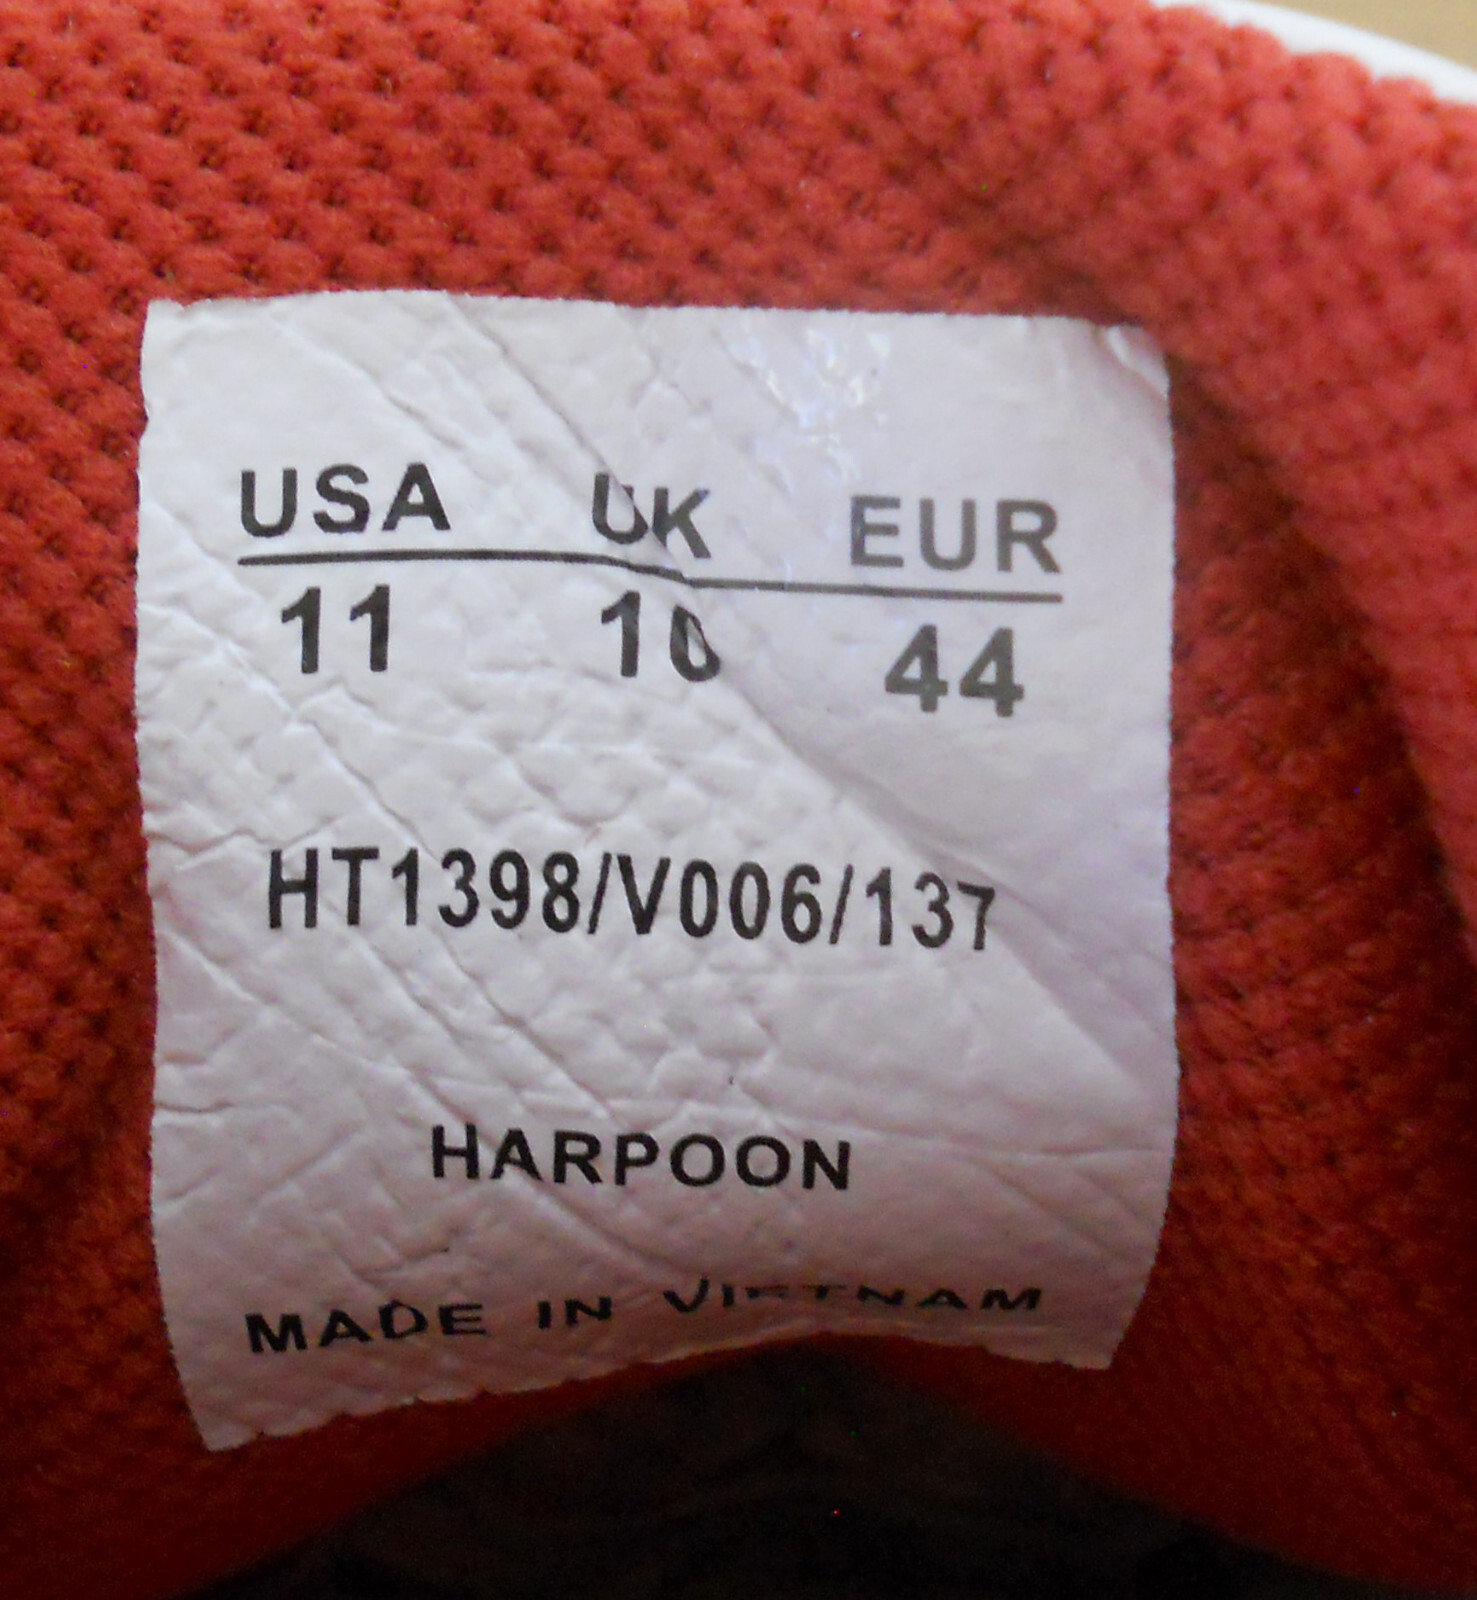 USA UK EUR
11 10 44
HT1398/V006/137
HARPOON
MADE IN VIETNAM